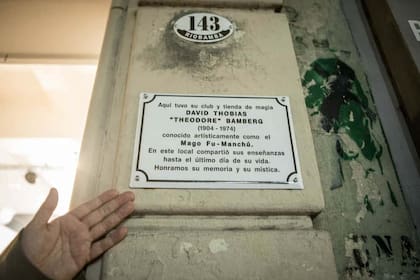 143
RIOBAMBA
Aquí tuvo su club y tienda de magia
DAVID THOBIAS
"THEODORE" BAMBERG
(1904 - 1974)
conocido artísticamente como el
Mago Fu-Manchú.
En este local compartió sus enseñanzas
hasta el último día de su vida.
Honramos su memoria y su mística.